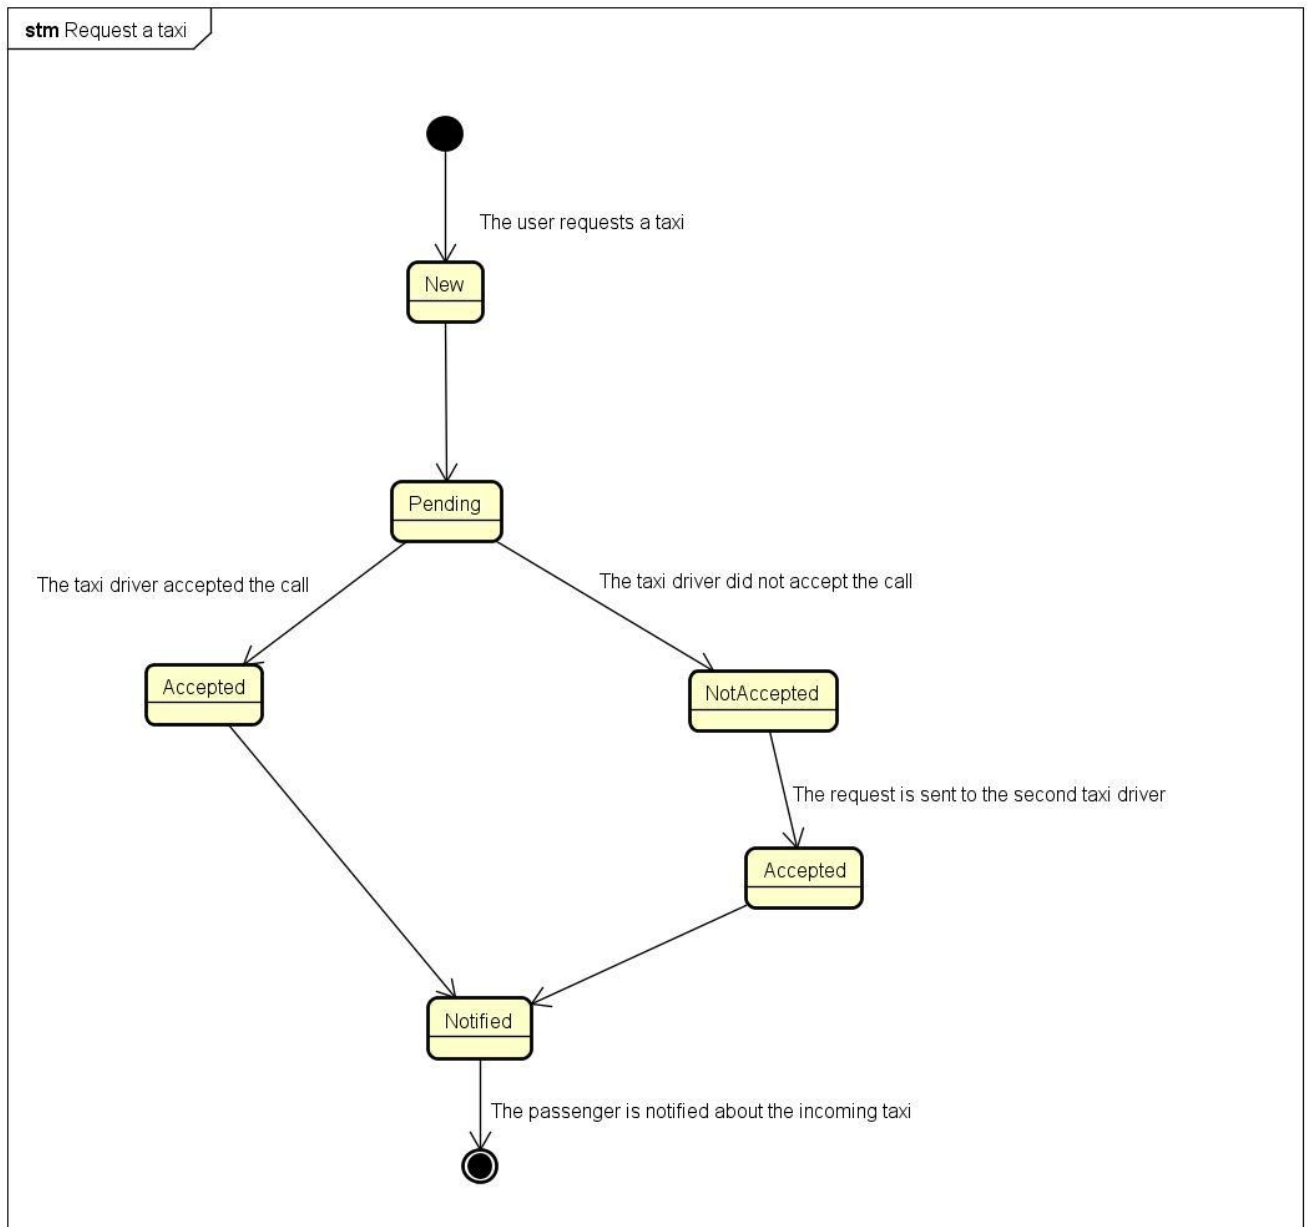 stm Request a taxi
The user requests a taxi
New
Pending
The taxi driver accepted the call
The taxi driver did not accept the call
Accepted
NotAccepted
The request is sent to the second taxi driver
Accepted
Notified
The passenger is notified about the incoming taxi